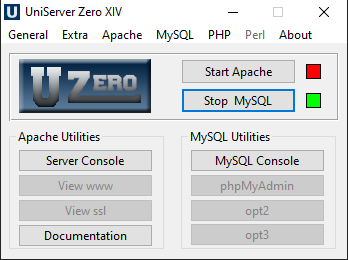 UniServer Zero XIV
General Extra Apache MySQL PHP Perl About
U ZERO
Start Apache
Stop MySQL
Apache Utilities
MySQL Utilities
Server Console
MySQL Console
View www
phpMyAdmin
View ssl
opt2
Documentation
opt3